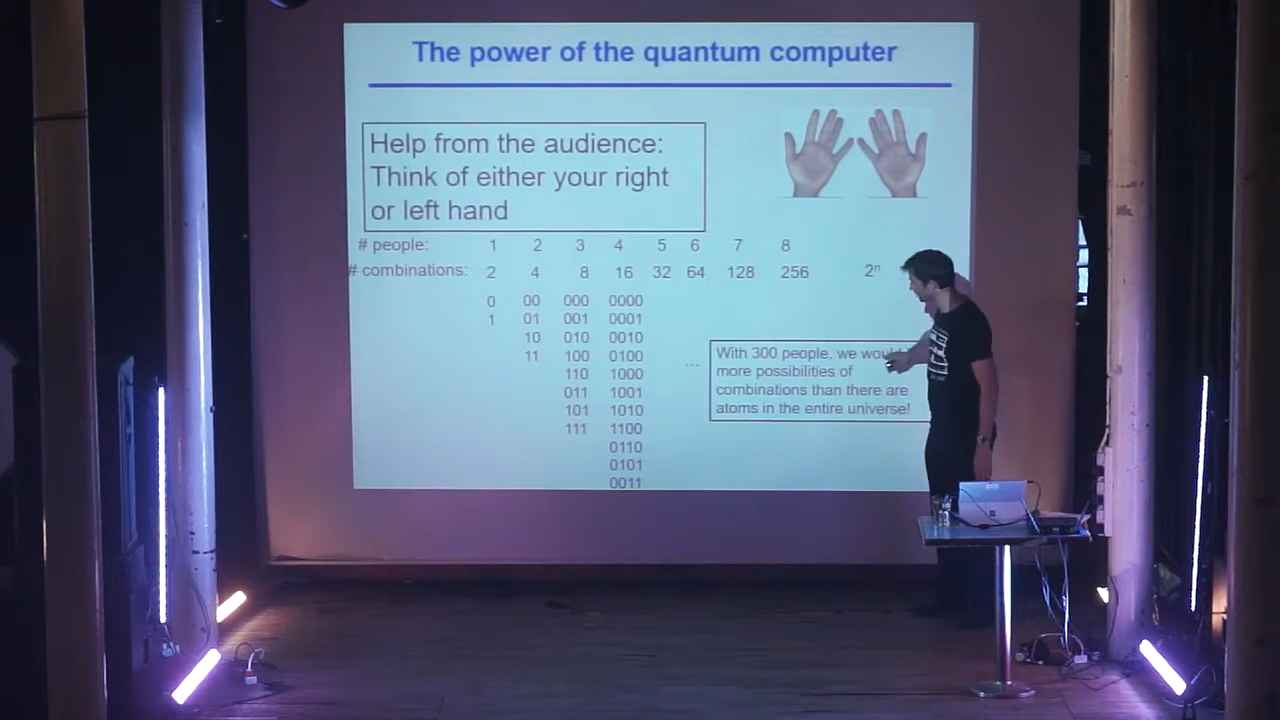 The power of the quantum computer
Help from the audience:
Think of either your right
or left hand
# people: 1 2 3 4 5 6 7 8
# combinations: 2 4 8 16 32 64 128 256 2ⁿ
0 00 000 0000
1 01 001 0001
10 010 0010
11 100 0100
110 1000
011 1001
101 1010
111 1100
0110
0101
0011
...
With 300 people, we
more possibilities of
combinations than there are
atoms in the entire universe!